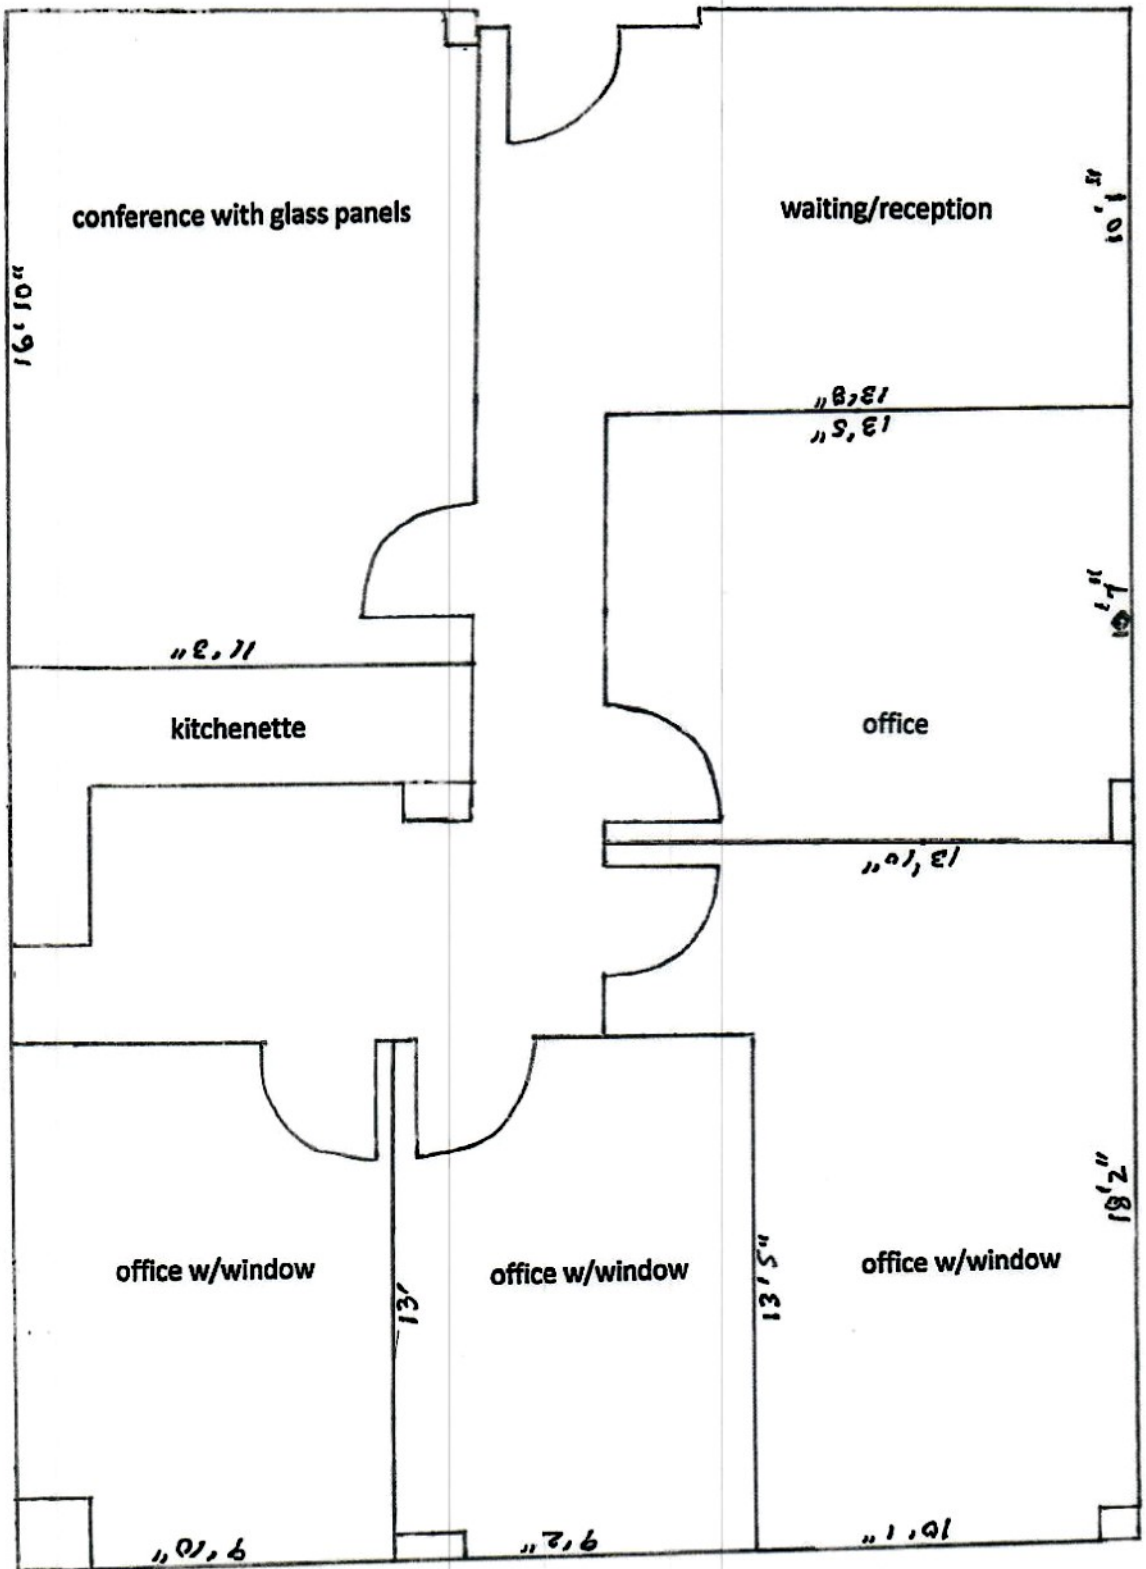 conference with glass panels
waiting/reception
10' 1"
16' 10"
13' 8"
13' 5"
11' 3"
kitchenette
office
13' 10"
18' 2"
office w/window
office w/window
office w/window
13'
13' 5"
9' 10"
9' 2"
10' 1"